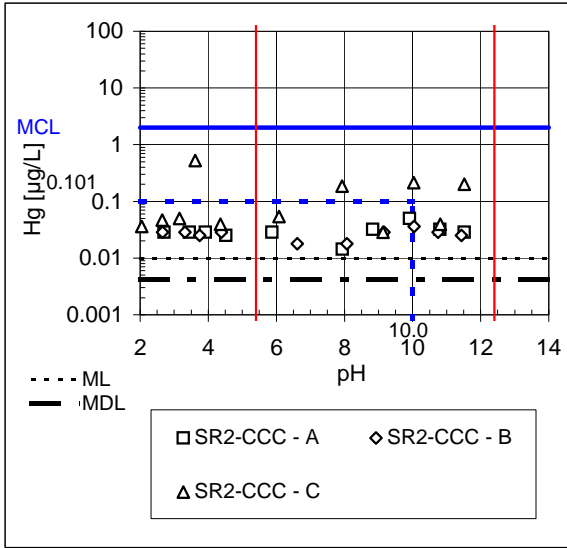 100
10
MCL
1
0.101
0.1
0.01
0.001
Hg [µg/L]
10.0
2 4 6 8 10 12 14
pH
ML
MDL
SR2-CCC - A SR2-CCC - B
SR2-CCC - C